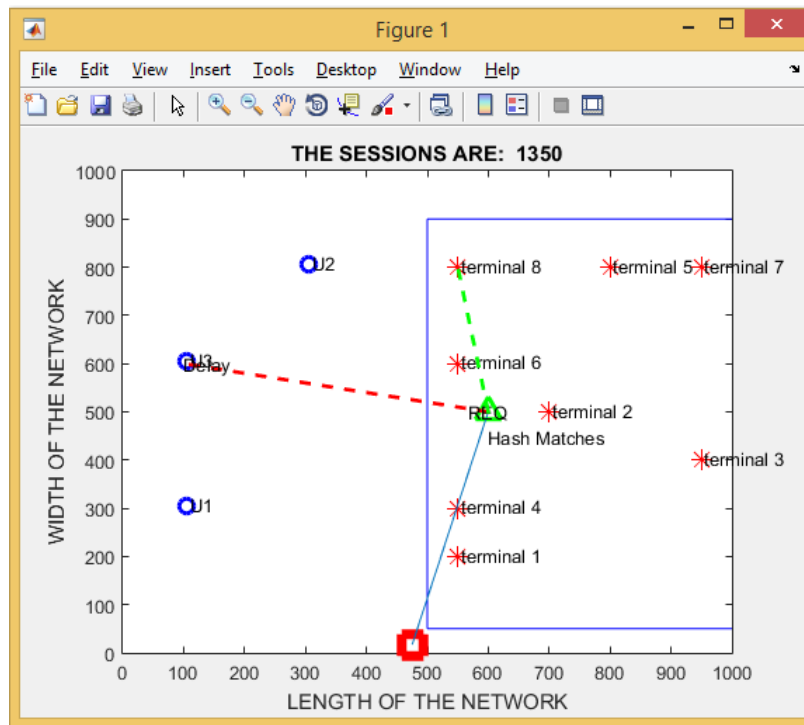 Figure 1
File Edit View Insert Tools Desktop Window Help
THE SESSIONS ARE: 1350
1000
900
800
700
600
500
400
300
200
100
0
WIDTH OF THE NETWORK
U2
terminal 8
terminal 5
terminal 7
U3
Delay
terminal 6
REQ
terminal 2
Hash Matches
terminal 3
U1
terminal 4
terminal 1
0 100 200 300 400 500 600 700 800 900 1000
LENGTH OF THE NETWORK